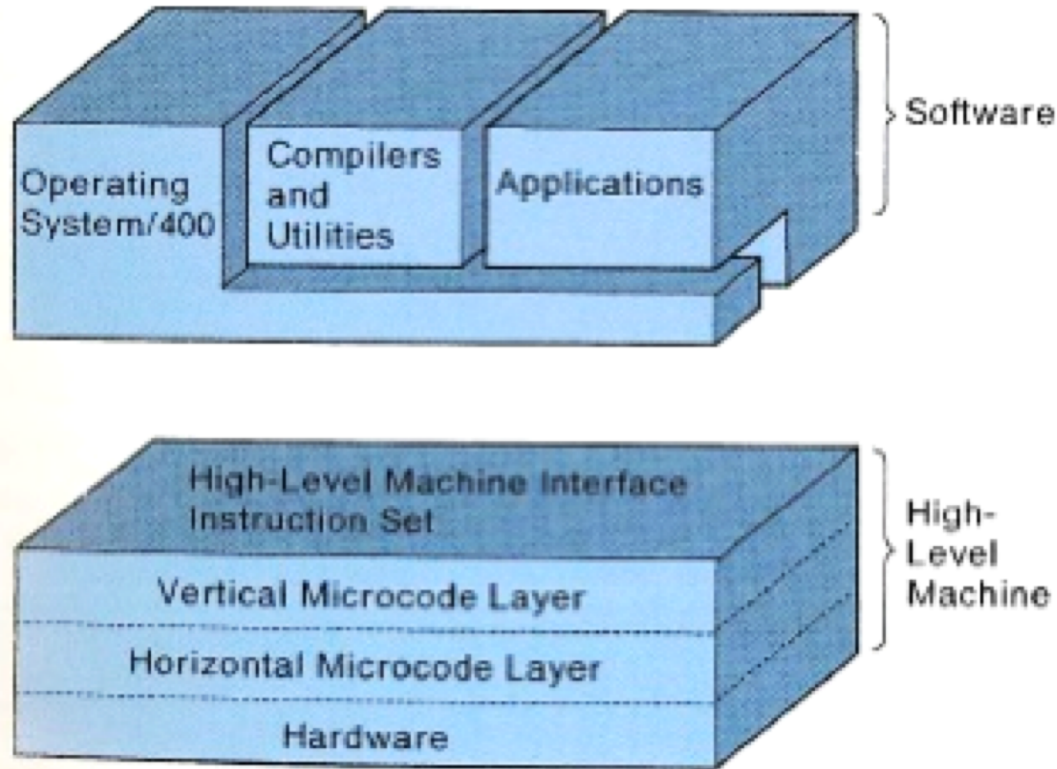 Software
Operating
System/400
Compilers
and
Utilities
Applications
High-Level Machine Interface
Instruction Set
High-
Level
Machine
Vertical Microcode Layer
Horizontal Microcode Layer
Hardware